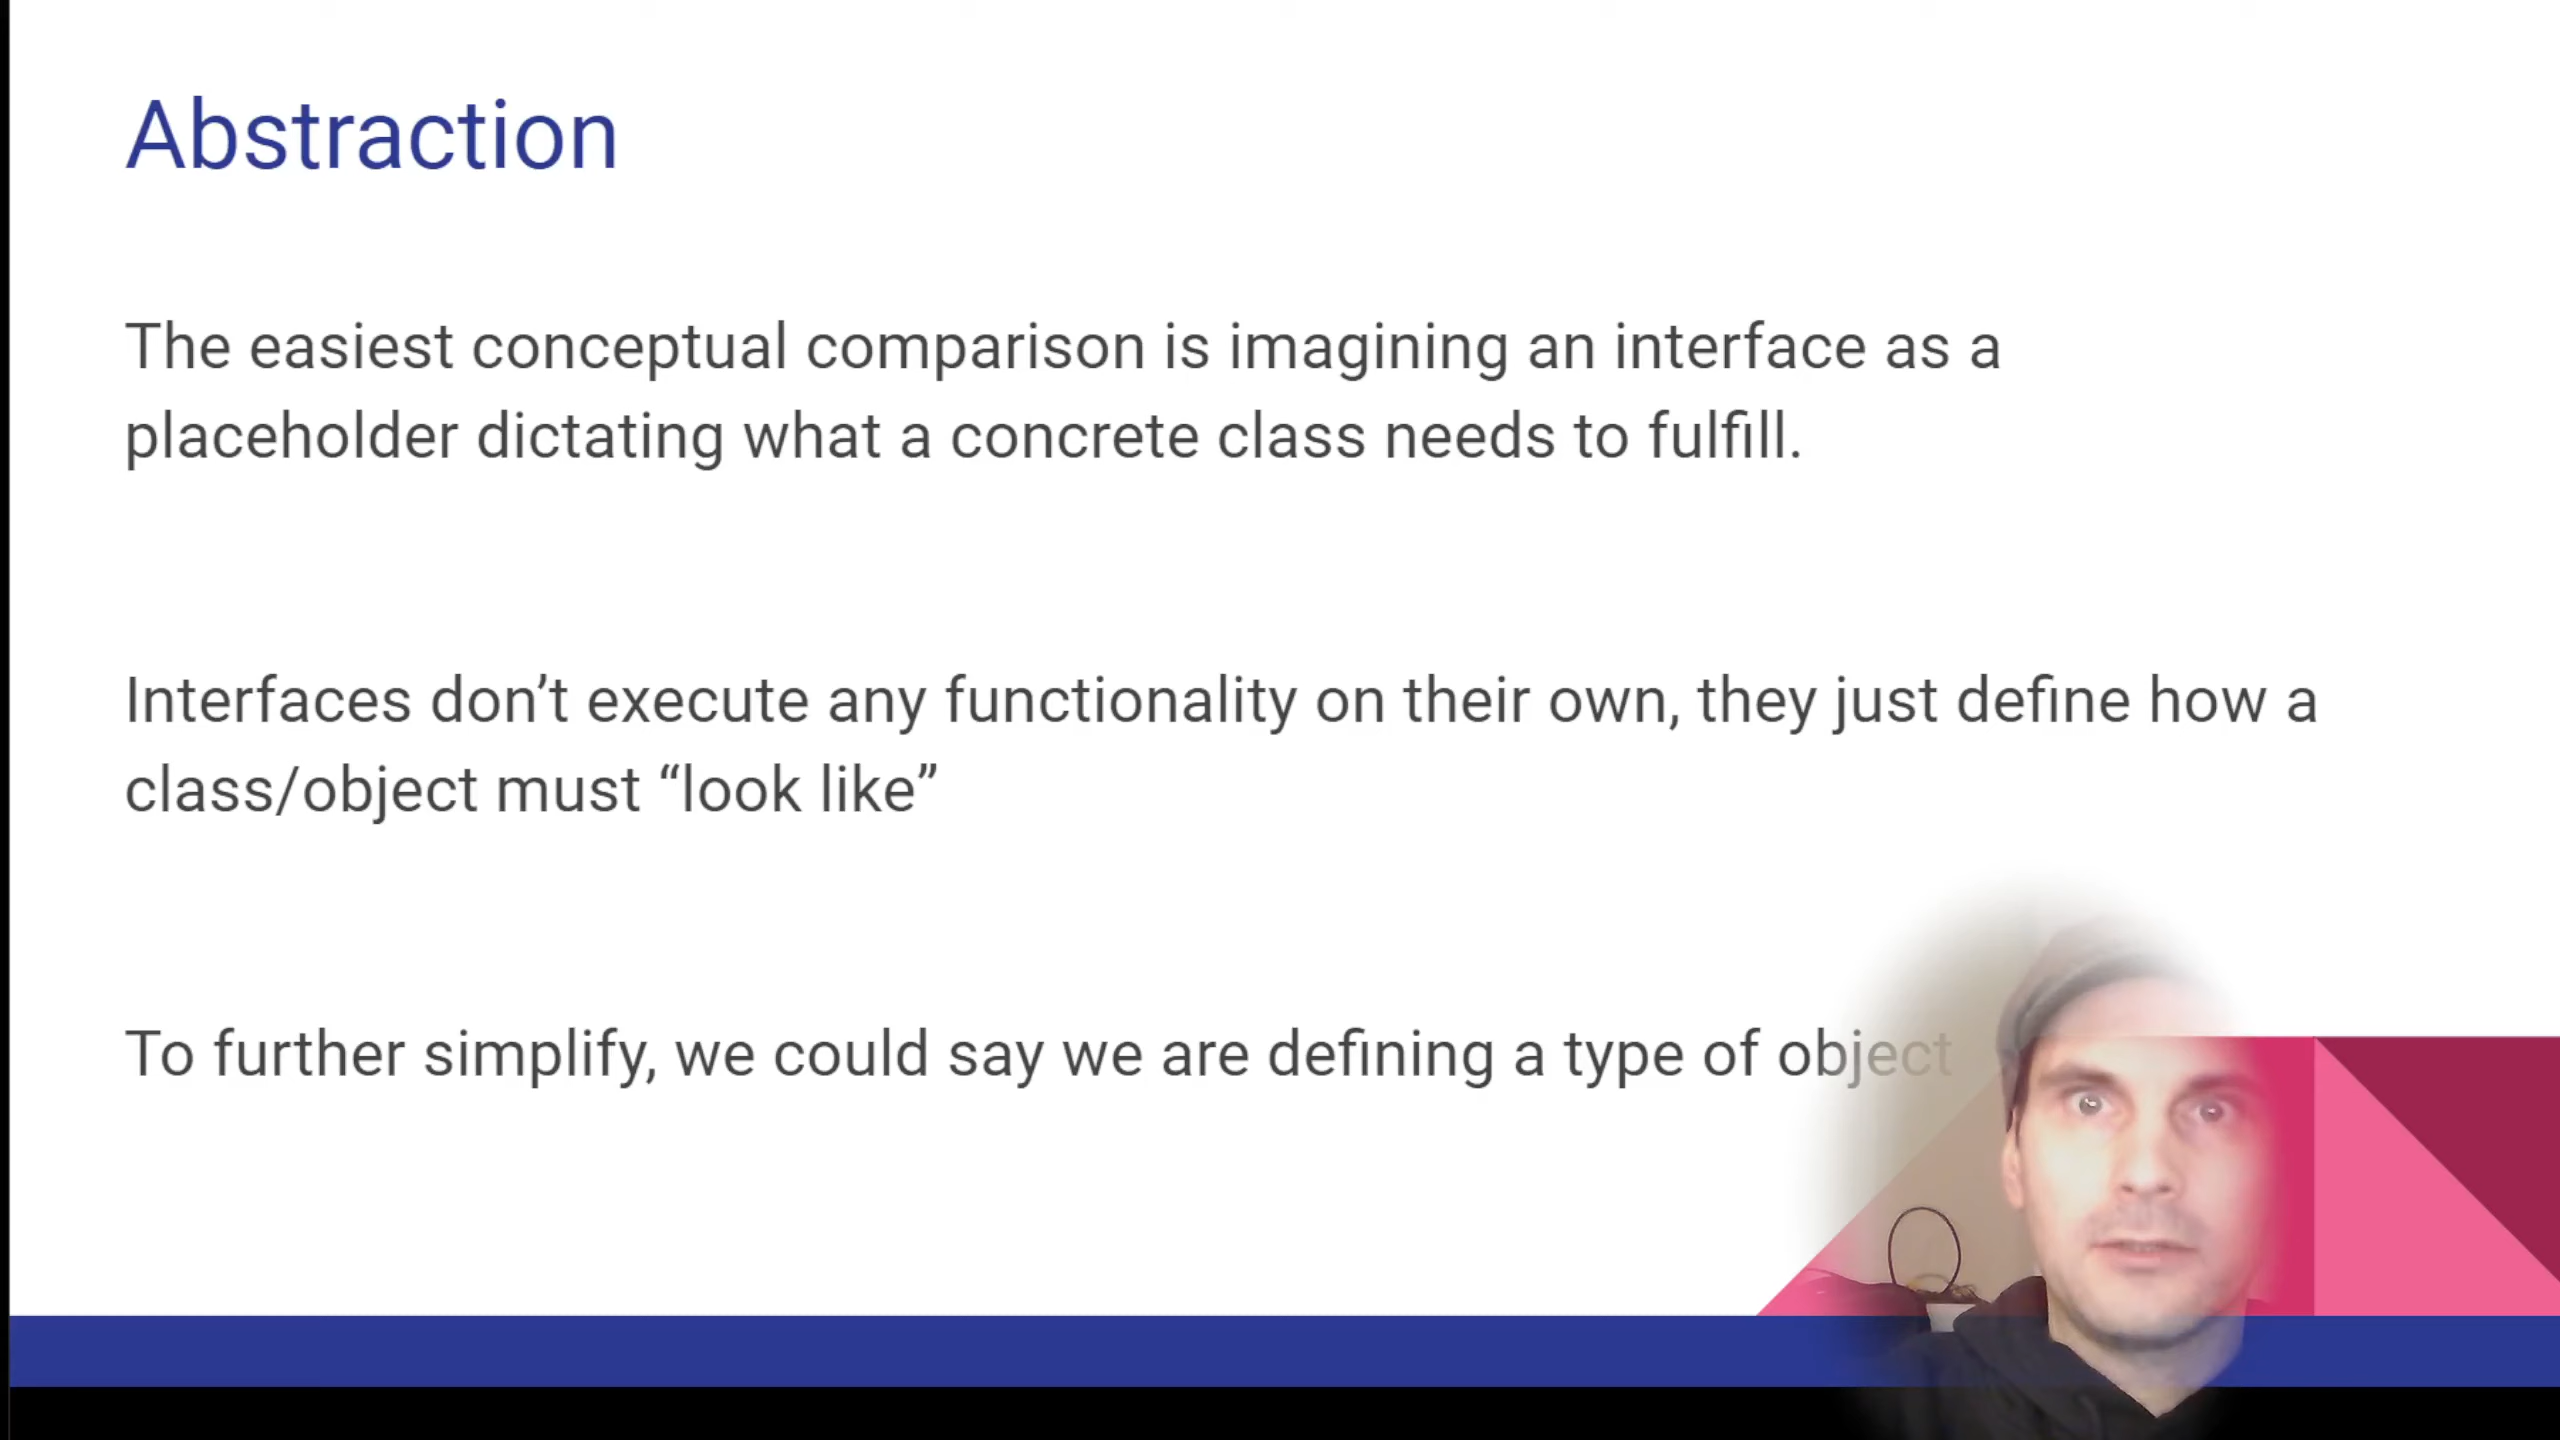 Abstraction
The easiest conceptual comparison is imagining an interface as a
placeholder dictating what a concrete class needs to fulfill.
Interfaces don’t execute any functionality on their own, they just define how a
class/object must “look like”
To further simplify, we could say we are defining a type of object